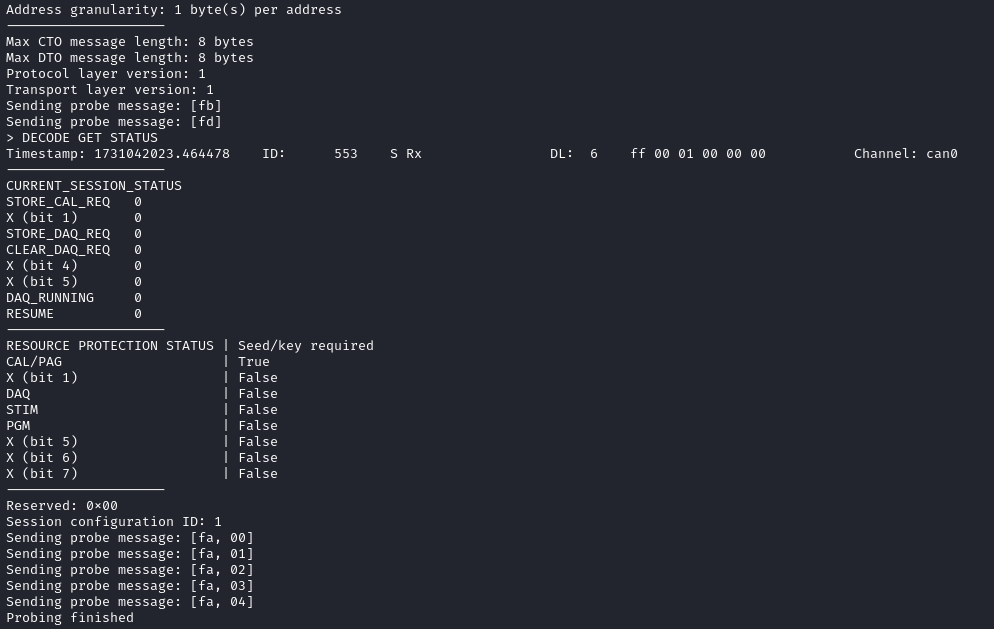 Address granularity: 1 byte(s) per address
Max CTO message length: 8 bytes
Max DTO message length: 8 bytes
Protocol layer version: 1
Transport layer version: 1
Sending probe message: [fb]
Sending probe message: [fd]
> DECODE GET STATUS
Timestamp: 1731042023.464478    ID:      553    S Rx                DL:  6    ff 00 01 00 00 00           Channel: can0
CURRENT_SESSION_STATUS
STORE_CAL_REQ   0
X (bit 1)       0
STORE_DAQ_REQ   0
CLEAR_DAQ_REQ   0
X (bit 4)       0
X (bit 5)       0
DAQ_RUNNING     0
RESUME          0
RESOURCE PROTECTION STATUS | Seed/key required
CAL/PAG                    | True
X (bit 1)                  | False
DAQ                        | False
STIM                       | False
PGM                        | False
X (bit 5)                  | False
X (bit 6)                  | False
X (bit 7)                  | False
Reserved: 0x00
Session configuration ID: 1
Sending probe message: [fa, 00]
Sending probe message: [fa, 01]
Sending probe message: [fa, 02]
Sending probe message: [fa, 03]
Sending probe message: [fa, 04]
Probing finished